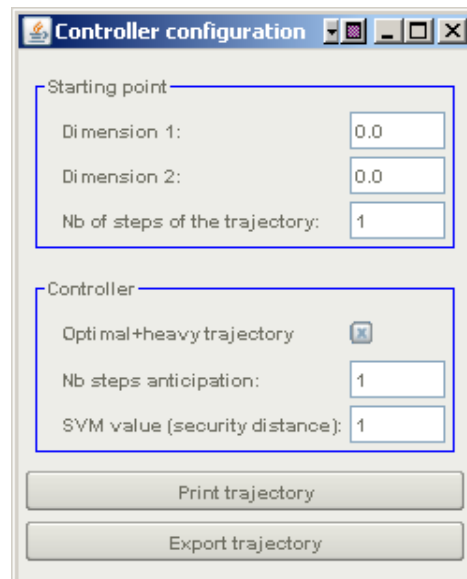 Controller configuration
Starting point
Dimension 1: 0.0
Dimension 2: 0.0
Nb of steps of the trajectory: 1
Controller
Optimal+heavy trajectory
Nb steps anticipation: 1
SVM value (security distance): 1
Print trajectory
Export trajectory